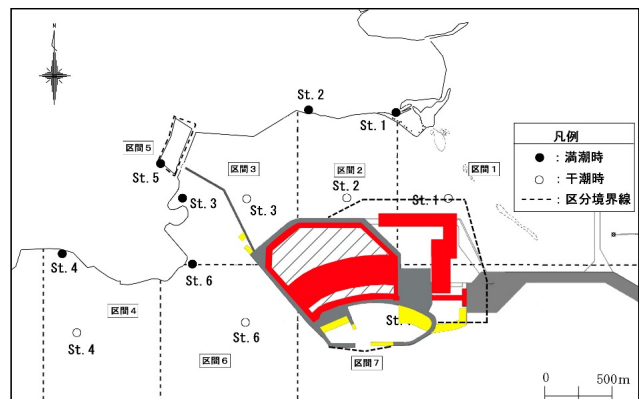 N
St. 2
St. 1
区間5
St. 5
区間3
区間2
区間1
凡例
● : 満潮時
○ : 干潮時
----- : 区分境界線
St. 3
St. 3
St. 2
St. 1
St. 4
St. 6
区間4
St. 4
St. 6
区間6
区間7
0 500m